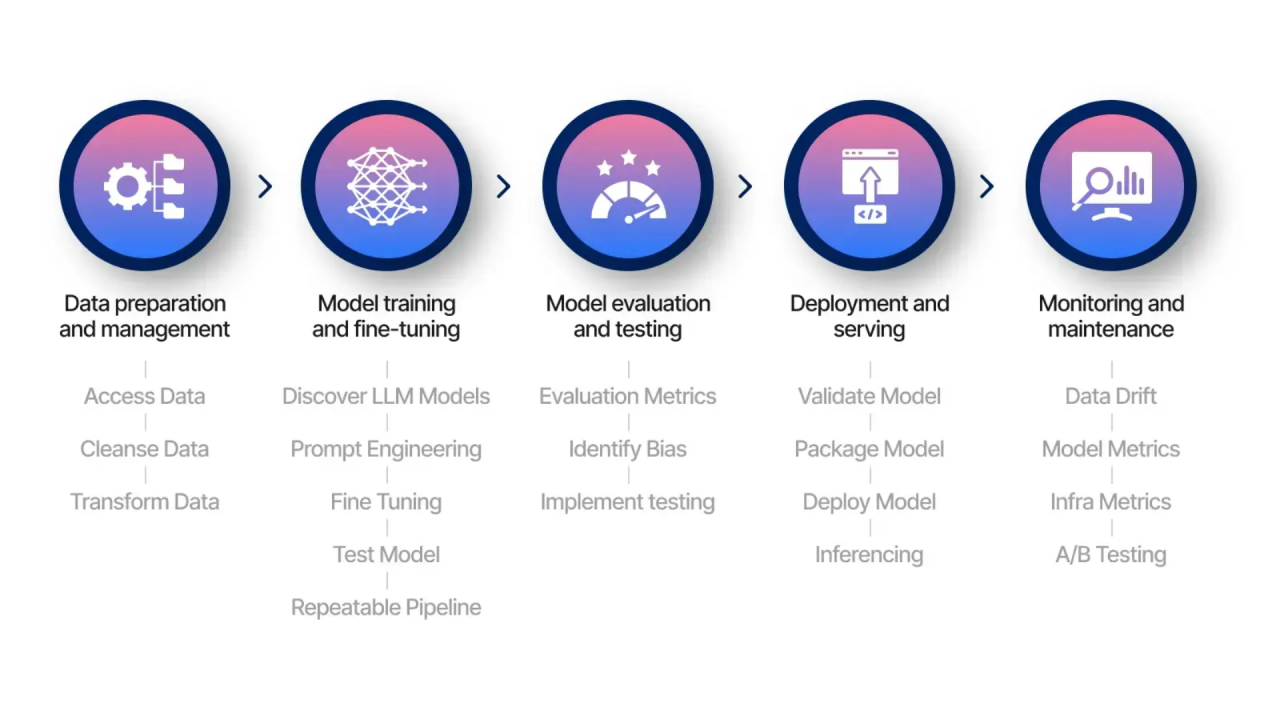 Data preparation
and management
Access Data
Cleanse Data
Transform Data
Model training
and fine-tuning
Discover LLM Models
Prompt Engineering
Fine Tuning
Test Model
Repeatable Pipeline
Model evaluation
and testing
Evaluation Metrics
Identify Bias
Implement testing
</>
Deployment and
serving
Validate Model
Package Model
Deploy Model
Inferencing
Monitoring and
maintenance
Data Drift
Model Metrics
Infra Metrics
A/B Testing